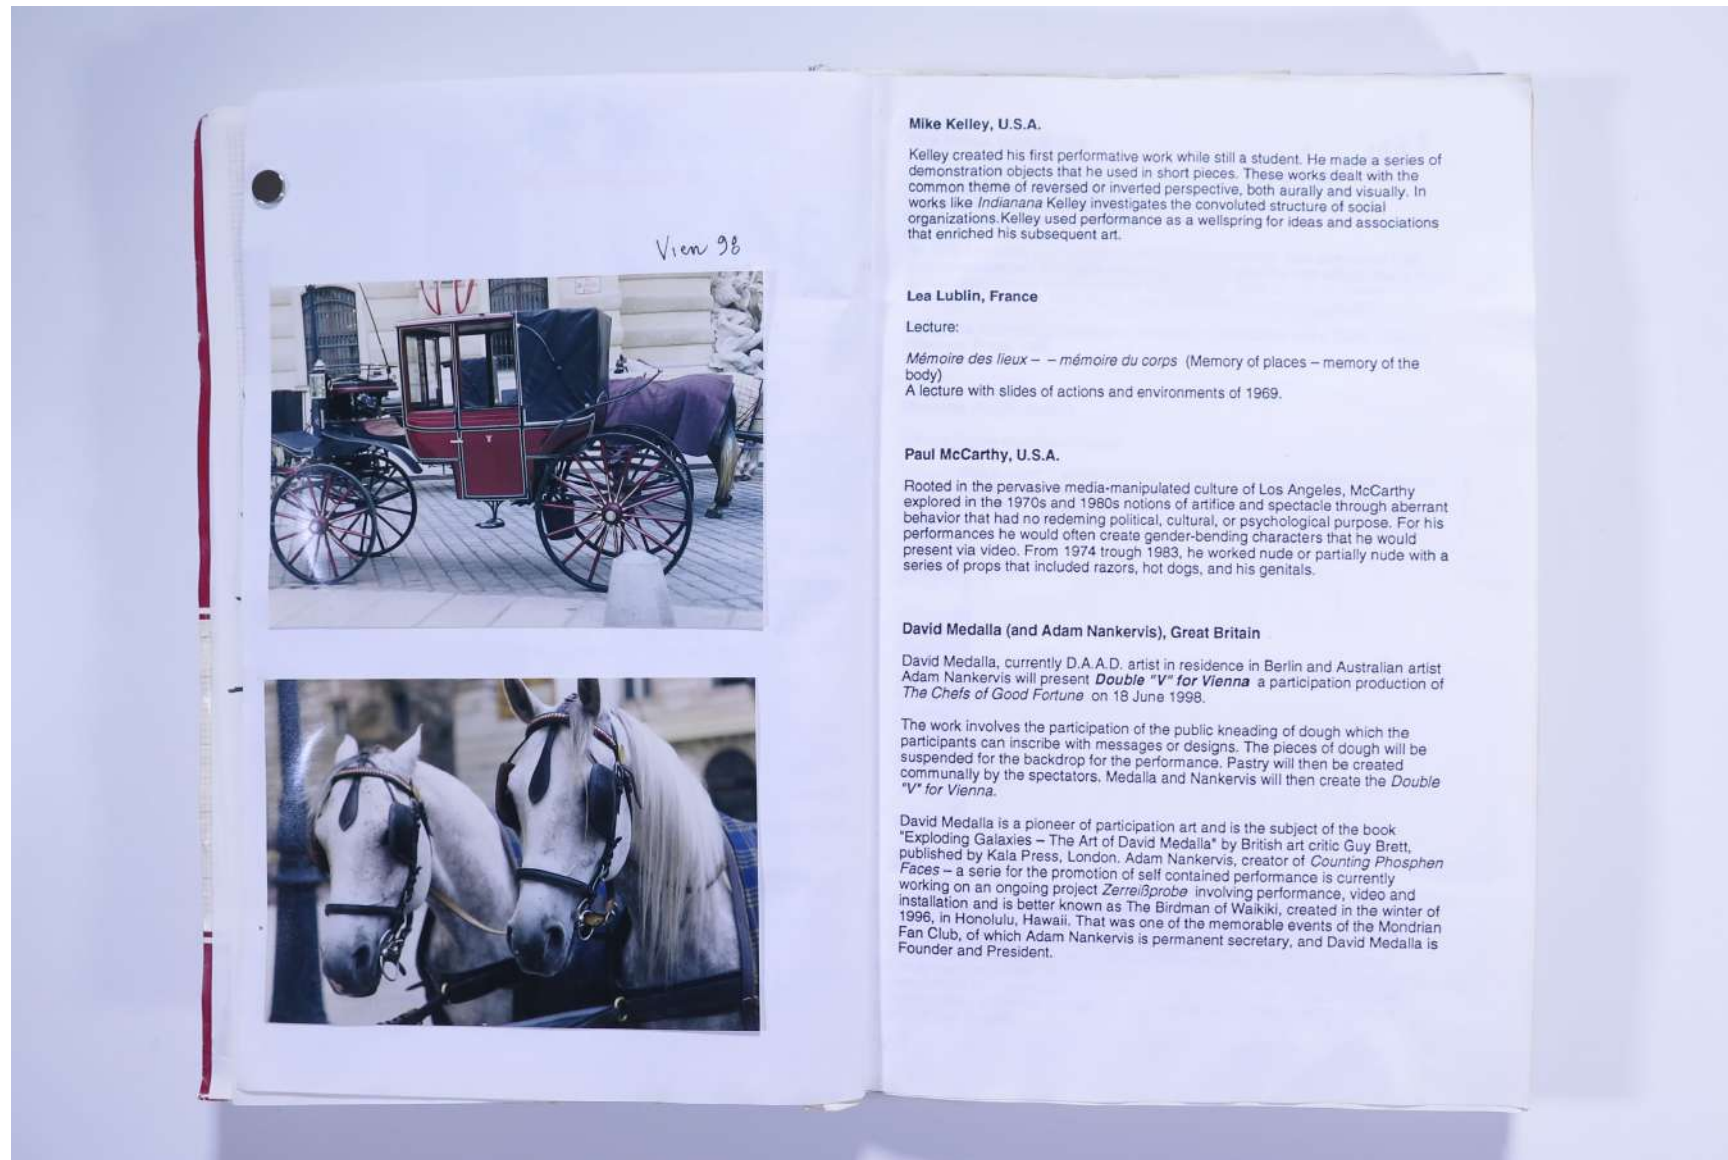 Vien 98
Mike Kelley, U.S.A.
Kelley created his first performative work while still a student. He made a series of
demonstration objects that he used in short pieces. These works dealt with the
common theme of reversed or inverted perspective, both aurally and visually. In
works like Indianana Kelley investigates the convoluted structure of social
organizations.Kelley used performance as a wellspring for ideas and associations
that enriched his subsequent art.
Lea Lublin, France
Lecture:
Mémoire des lieux – – mémoire du corps (Memory of places – memory of the
body)
A lecture with slides of actions and environments of 1969.
Paul McCarthy, U.S.A.
Rooted in the pervasive media-manipulated culture of Los Angeles, McCarthy
explored in the 1970s and 1980s notions of artifice and spectacle through aberrant
behavior that had no redeming political, cultural, or psychological purpose. For his
performances he would often create gender-bending characters that he would
present via video. From 1974 trough 1983, he worked nude or partially nude with a
series of props that included razors, hot dogs, and his genitals.
David Medalla (and Adam Nankervis), Great Britain
David Medalla, currently D.A.A.D. artist in residence in Berlin and Australian artist
Adam Nankervis will present Double "V" for Vienna a participation production of
The Chefs of Good Fortune on 18 June 1998.
The work involves the participation of the public kneading of dough which the
participants can inscribe with messages or designs. The pieces of dough will be
suspended for the backdrop for the performance. Pastry will then be created
communally by the spectators. Medalla and Nankervis will then create the Double
"V" for Vienna.
David Medalla is a pioneer of participation art and is the subject of the book
"Exploding Galaxies – The Art of David Medalla" by British art critic Guy Brett,
published by Kala Press, London. Adam Nankervis, creator of Counting Phosphen
Faces – a serie for the promotion of self contained performance is currently
working on an ongoing project Zerreißprobe involving performance, video and
installation and is better known as The Birdman of Waikiki, created in the winter of
1996, in Honolulu, Hawaii. That was one of the memorable events of the Mondrian
Fan Club, of which Adam Nankervis is permanent secretary, and David Medalla is
Founder and President.